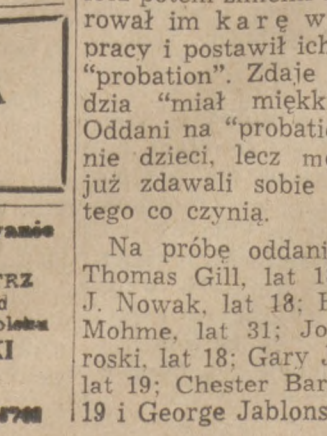 rował im karę w
pracy i postawił ich
"probation". Zdaje
dzia "miał miękk
Oddani na "probati
nie dzieci, lecz m
już zdawali sobie
tego co czynią.
Na próbę oddani
Thomas Gill, lat 1
J. Nowak, lat 18;
Mohme, lat 31; Jo
roski, lat 18; Gary J
lat 19; Chester Bar
19 i George Jablons
TRZ
KI